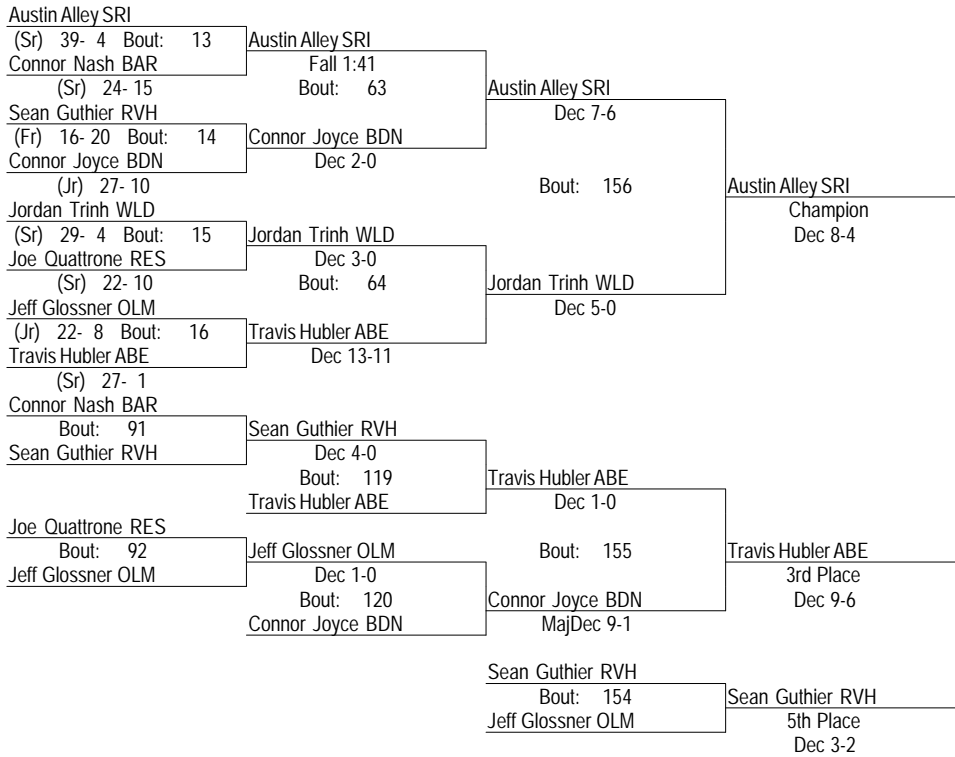 Austin Alley SRI
(Sr) 39- 4 Bout: 13 Austin Alley SRI
Connor Nash BAR Fall 1:41
(Sr) 24- 15 Bout: 63 Austin Alley SRI
Sean Guthier RVH Dec 7-6
(Fr) 16- 20 Bout: 14 Connor Joyce BDN
Connor Joyce BDN Dec 2-0
(Jr) 27- 10 Bout: 156 Austin Alley SRI
Jordan Trinh WLD Champion
(Sr) 29- 4 Bout: 15 Jordan Trinh WLD Dec 8-4
Joe Quattrone RES Dec 3-0
(Sr) 22- 10 Bout: 64 Jordan Trinh WLD
Jeff Glossner OLM Dec 5-0
(Jr) 22- 8 Bout: 16 Travis Hubler ABE
Travis Hubler ABE Dec 13-11
(Sr) 27- 1
Connor Nash BAR
Bout: 91 Sean Guthier RVH
Sean Guthier RVH Dec 4-0
Bout: 119 Travis Hubler ABE
Travis Hubler ABE Dec 1-0
Joe Quattrone RES
Bout: 92 Jeff Glossner OLM Bout: 155 Travis Hubler ABE
Jeff Glossner OLM Dec 1-0 3rd Place
Bout: 120 Connor Joyce BDN Dec 9-6
Connor Joyce BDN MajDec 9-1
Sean Guthier RVH
Bout: 154 Sean Guthier RVH
Jeff Glossner OLM 5th Place
Dec 3-2